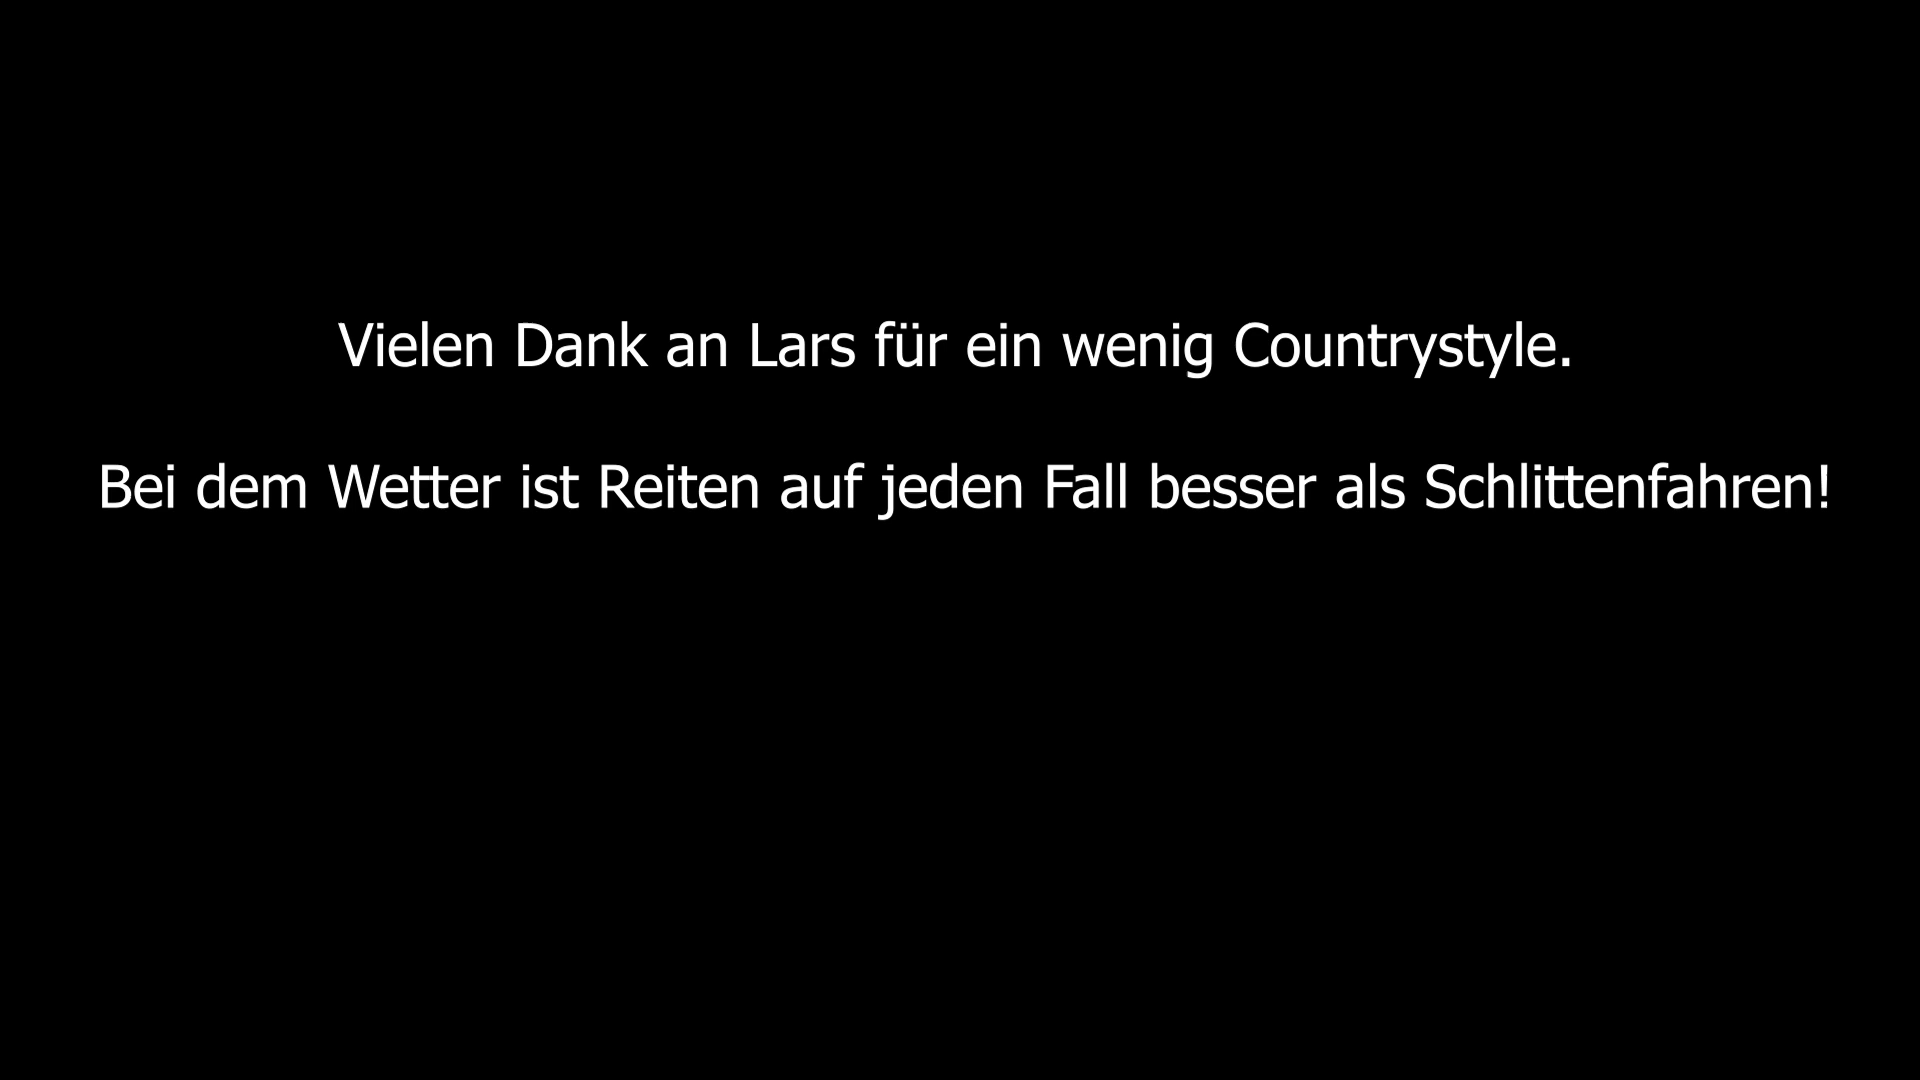 Vielen Dank an Lars für ein wenig Countrystyle.
Bei dem Wetter ist Reiten auf jeden Fall besser als Schlittenfahren!